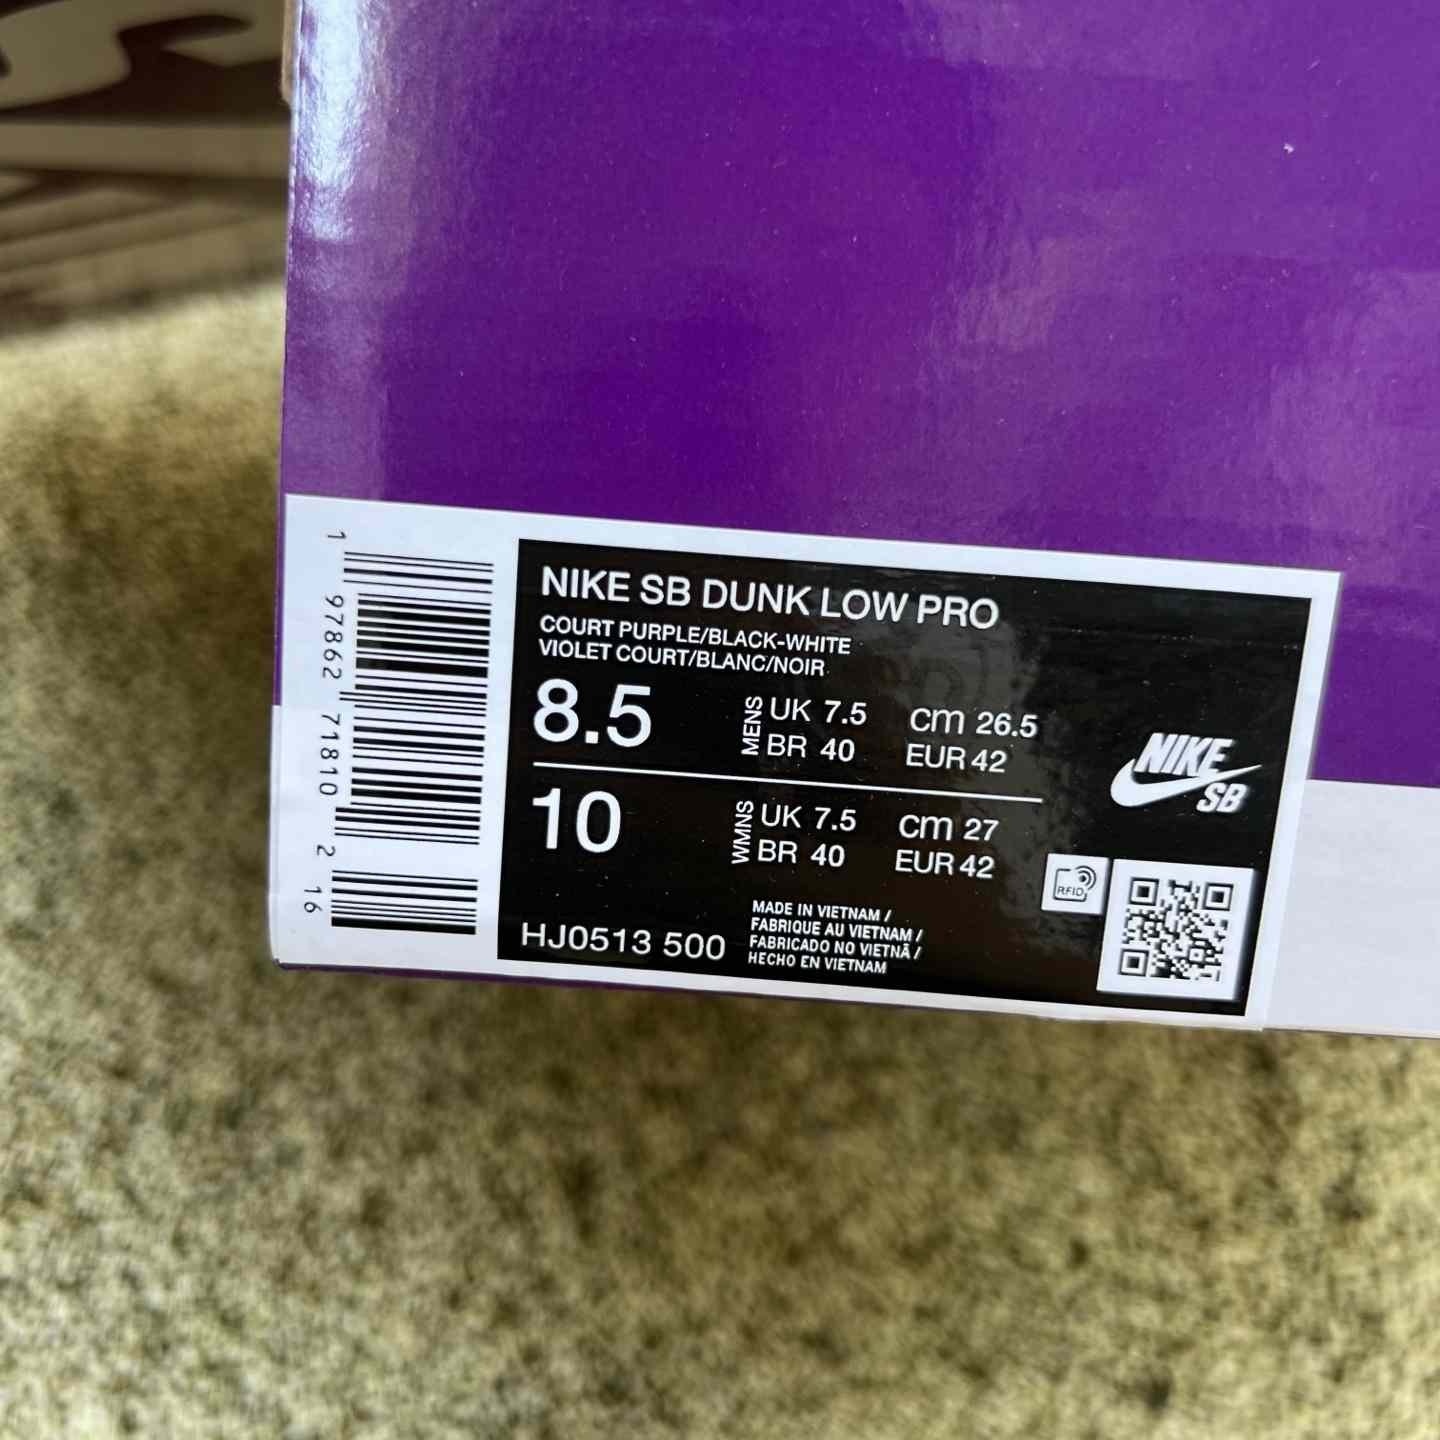 1 97862 71810 2 16
NIKE SB DUNK LOW PRO
COURT PURPLE/BLACK-WHITE
VIOLET COURT/BLANC/NOIR
8.5 MENS UK 7.5 CM 26.5
BR 40 EUR 42
10 WMNS UK 7.5 CM 27
BR 40 EUR 42
HJ0513 500
MADE IN VIETNAM /
FABRIQUE AU VIETNAM /
FABRICADO NO VIETNÃ /
HECHO EN VIETNAM
NIKE
SB
RFID